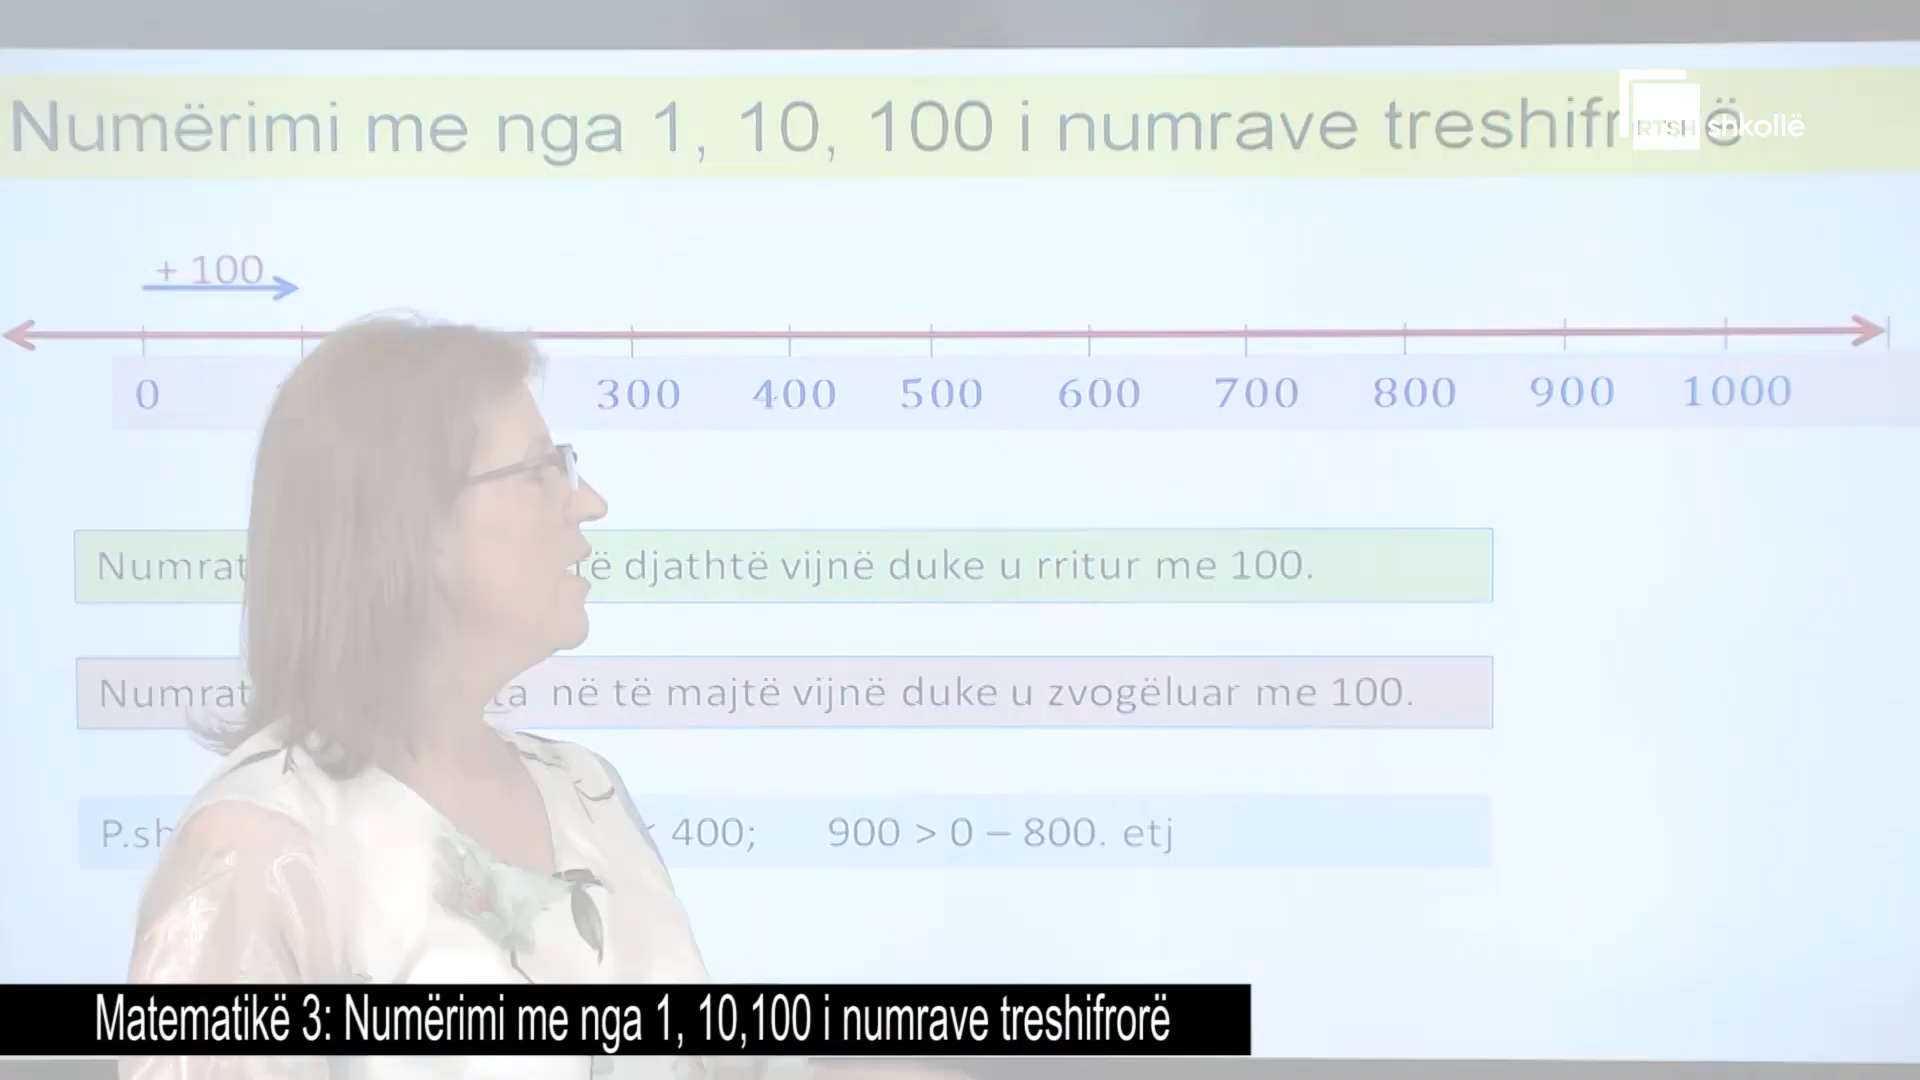 Numërimi me nga 1, 10, 100 i numrave treshifr ë
RTSH shkollë
+ 100
0 300 400 500 600 700 800 900 1000
Numrat të djathtë vijnë duke u rritur me 100.
Numrat në të majtë vijnë duke u zvogëluar me 100.
P.sh < 400; 900 > 0 – 800. etj
Matematikë 3: Numërimi me nga 1, 10,100 i numrave treshifrorë